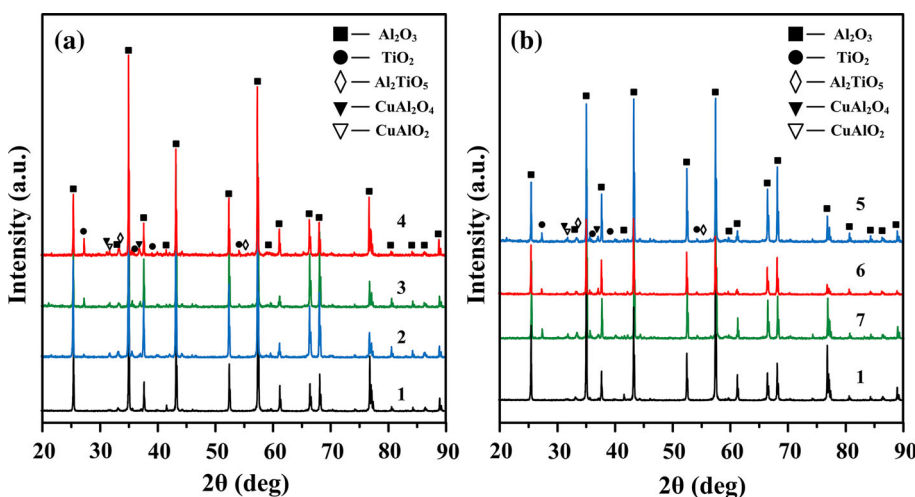 (a)
Al₂O₃
TiO₂
Al₂TiO₅
CuAl₂O₄
CuAlO₂
4
3
2
1
Intensity (a.u.)
20 30 40 50 60 70 80 90
2θ (deg)
(b)
Al₂O₃
TiO₂
Al₂TiO₅
CuAl₂O₄
CuAlO₂
5
6
7
1
Intensity (a.u.)
20 30 40 50 60 70 80 90
2θ (deg)